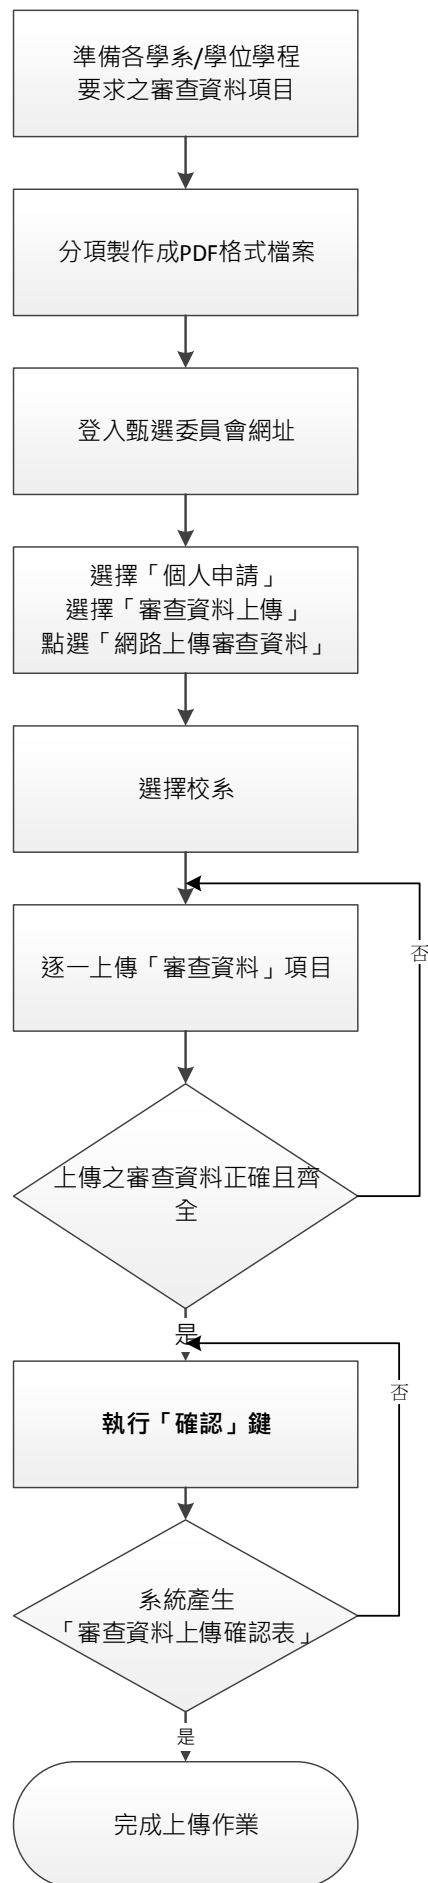 準備各學系/學位學程
要求之審查資料項目
分項製作成PDF格式檔案
登入甄選委員會網址
選擇「個人申請」
選擇「審查資料上傳」
點選「網路上傳審查資料」
選擇校系
逐一上傳「審查資料」項目
否
上傳之審查資料正確且齊
全
是
執行「確認」鍵
否
系統產生
「審查資料上傳確認表」
是
完成上傳作業